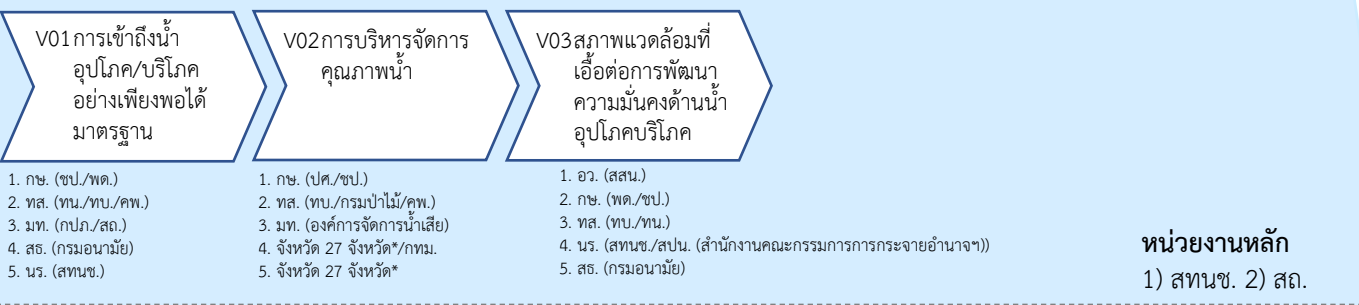 V01การเข้าถึงน้ำ
อุปโภค/บริโภค
อย่างเพียงพอได้
มาตรฐาน
V02การบริหารจัดการ
คุณภาพน้ำ
V03สภาพแวดล้อมที่
เอื้อต่อการพัฒนา
ความมั่นคงด้านน้ำ
อุปโภคบริโภค
1. กษ. (ชป./พด.)
2. ทส. (ทน./ทบ./คพ.)
3. มท. (กปภ./สถ.)
4. สธ. (กรมอนามัย)
5. นร. (สทนช.)
1. กษ. (ปศ./ชป.)
2. ทส. (ทบ./กรมป่าไม้/คพ.)
3. มท. (องค์การจัดการน้ำเสีย)
4. จังหวัด 27 จังหวัด*/กทม.
5. จังหวัด 27 จังหวัด*
1. อว. (สสน.)
2. กษ. (พด./ชป.)
3. ทส. (ทบ./ทน.)
4. นร. (สทนช./สปน. (สำนักงานคณะกรรมการการกระจายอำนาจฯ))
5. สธ. (กรมอนามัย)
หน่วยงานหลัก
1) สทนช. 2) สถ.